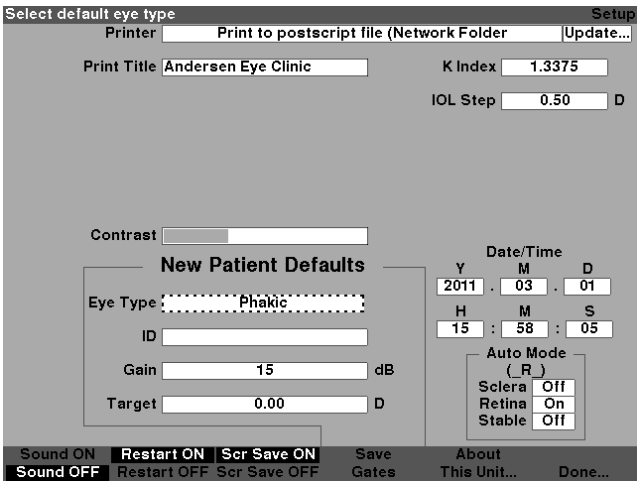 Select default eye type Setup
Printer Print to postscript file (Network Folder Update...
Print Title Andersen Eye Clinic K Index 1.3375
IOL Step 0.50 D
Contrast
Date/Time
New Patient Defaults Y M D
2011 . 03 . 01
Eye Type Phakic H M S
ID 15 : 58 : 05
Auto Mode
Gain 15 dB (_R_)
Sclera Off
Target 0.00 D Retina On
Stable Off
Sound ON Restart ON Scr Save ON Save About
Sound OFF Restart OFF Scr Save OFF Gates This Unit... Done...